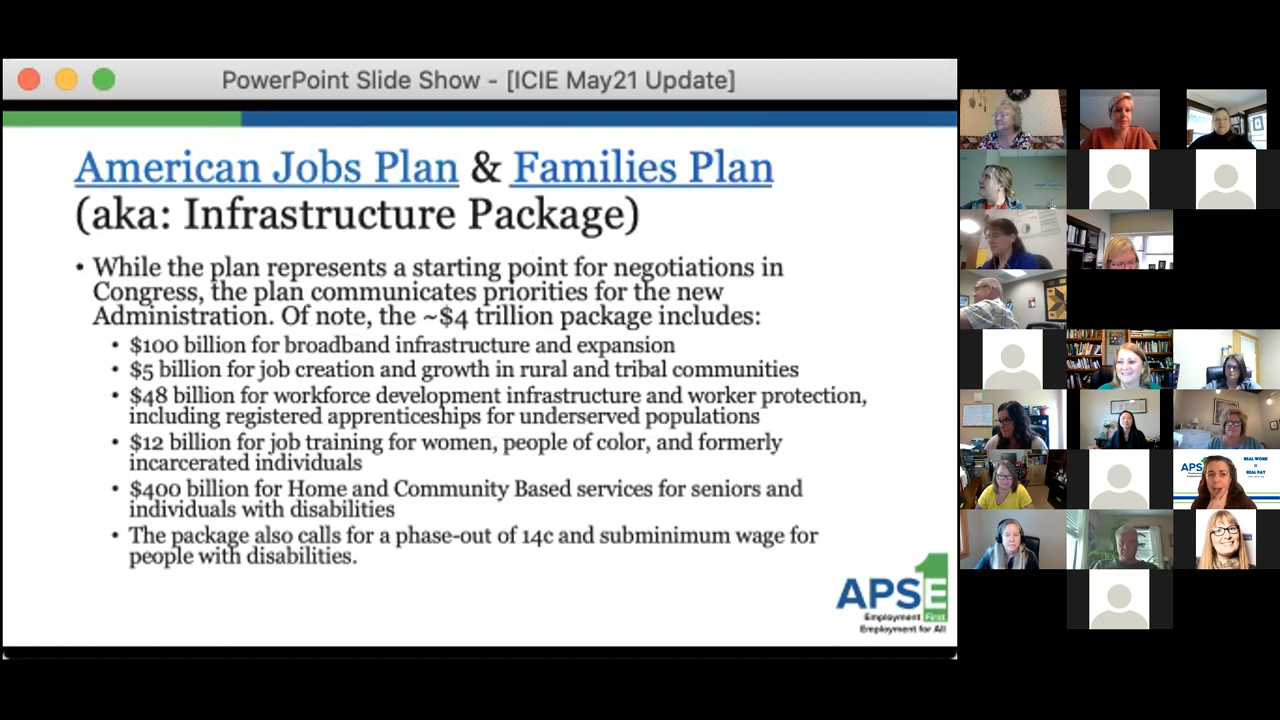 PowerPoint Slide Show - [ICIE May21 Update]
American Jobs Plan & Families Plan
(aka: Infrastructure Package)
• While the plan represents a starting point for negotiations in
Congress, the plan communicates priorities for the new
Administration. Of note, the ~$4 trillion package includes:
• $100 billion for broadband infrastructure and expansion
• $5 billion for job creation and growth in rural and tribal communities
• $48 billion for workforce development infrastructure and worker protection,
including registered apprenticeships for underserved populations
• $12 billion for job training for women, people of color, and formerly
incarcerated individuals
• $400 billion for Home and Community Based services for seniors and
individuals with disabilities
• The package also calls for a phase-out of 14c and subminimum wage for
people with disabilities.
APSE 1
Employment First
Employment for All
APS
REAL WORK
=
REAL PAY